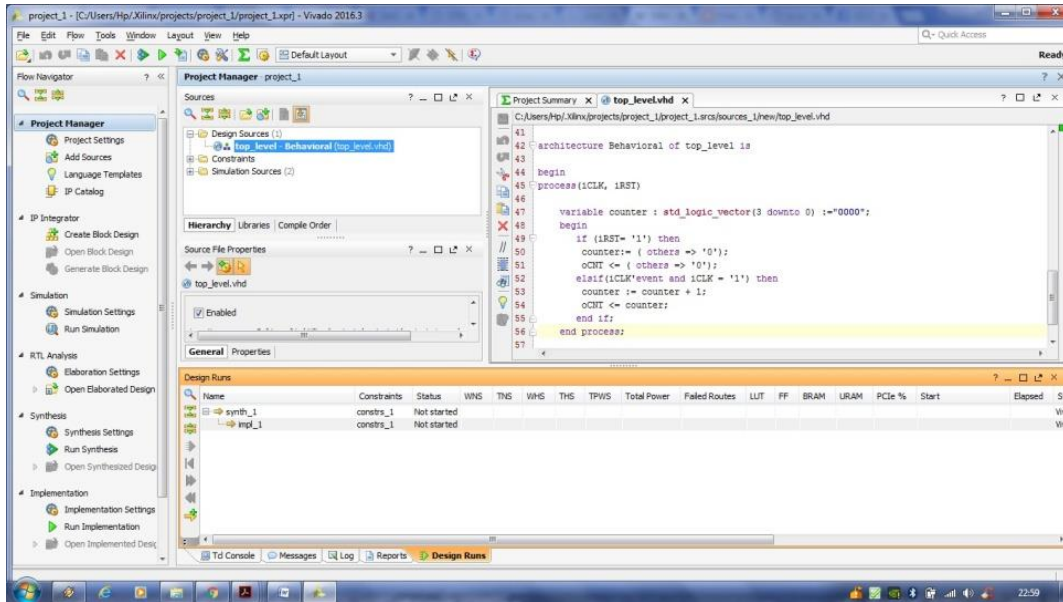 project_1 - [C:/Users/Hp/.Xilinx/projects/project_1/project_1.xpr] - Vivado 2016.3
File Edit Flow Tools Window Layout View Help
Q- Quick Access
Default Layout
Ready
Flow Navigator
Project Manager
Project Settings
Add Sources
Language Templates
IP Catalog
IP Integrator
Create Block Design
Open Block Design
Generate Block Design
Simulation
Simulation Settings
Run Simulation
RTL Analysis
Elaboration Settings
Open Elaborated Design
Synthesis
Synthesis Settings
Run Synthesis
Open Synthesized Desig
Implementation
Implementation Settings
Run Implementation
Open Implemented Desig
Project Manager - project_1
Sources
Design Sources (1)
top_level - Behavioral (top_level.vhd)
Constraints
Simulation Sources (2)
Hierarchy Libraries Compile Order
Source File Properties
top_level.vhd
Enabled
General Properties
Project Summary top_level.vhd
C:/Users/Hp/.Xilinx/projects/project_1/project_1.srcs/sources_1/new/top_level.vhd
41
42 architecture Behavioral of top_level is
43
44 begin
45 process(iCLK, iRST)
46
47 variable counter : std_logic_vector(3 downto 0) :="0000";
48 begin
49 if (iRST= '1') then
50 counter:= ( others => '0');
51 oCNT <= ( others => '0');
52 elsif(iCLK'event and iCLK = '1') then
53 counter := counter + 1;
54 oCNT <= counter;
55 end if;
56 end process;
57
Design Runs
Name Constraints Status WNS TNS WHS THS TPWS Total Power Failed Routes LUT FF BRAM URAM PCIe % Start Elapsed S
synth_1 constrs_1 Not started
impl_1 constrs_1 Not started
Tcl Console Messages Log Reports Design Runs
22:59